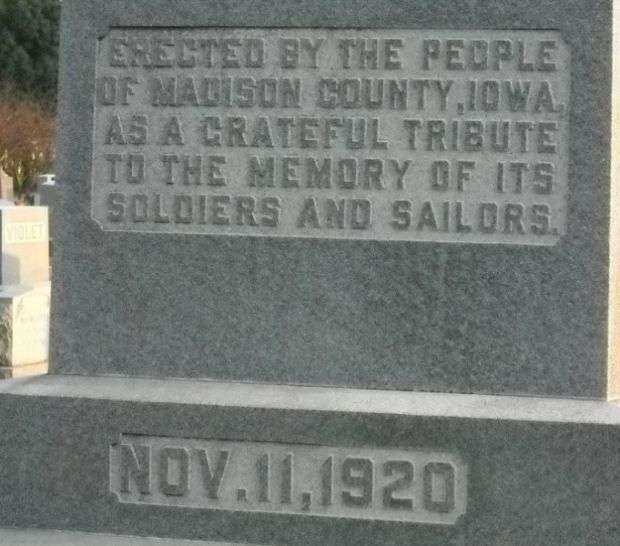 ERECTED BY THE PEOPLE
OF MADISON COUNTY, IOWA,
AS A GRATEFUL TRIBUTE
TO THE MEMORY OF ITS
SOLDIERS AND SAILORS.
NOV. 11, 1920
VIOLET